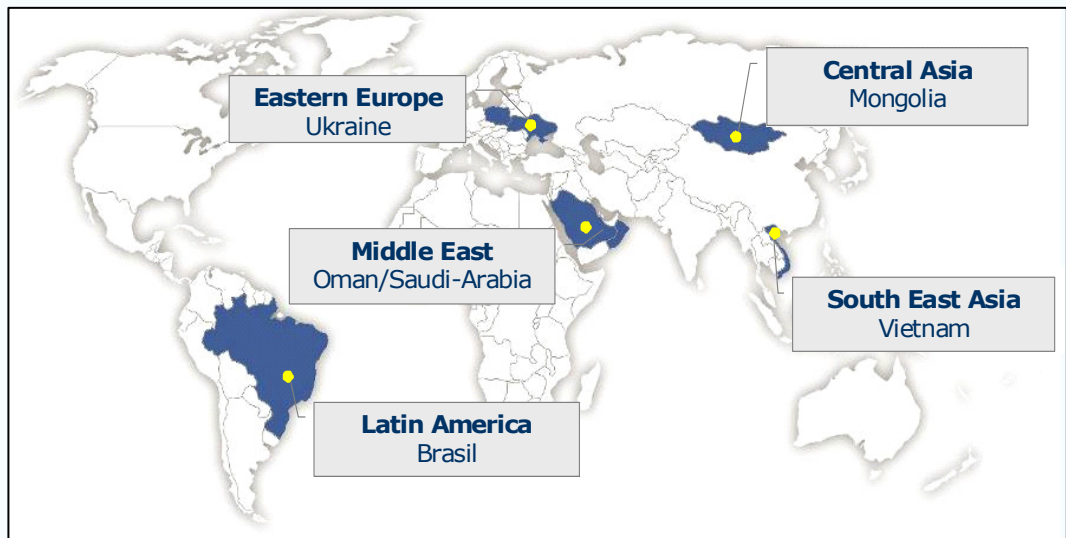 Eastern Europe
Ukraine
Central Asia
Mongolia
Middle East
Oman/Saudi-Arabia
South East Asia
Vietnam
Latin America
Brasil